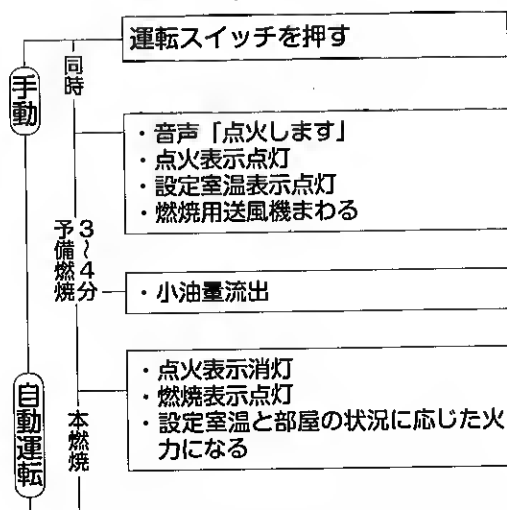 運転スイッチを押す
同時
手動
・音声「点火します」
・点火表示点灯
・設定室温表示点灯
・燃焼用送風機まわる
3〜4分
予備燃焼
・小油量流出
・点火表示消灯
・燃焼表示点灯
・設定室温と部屋の状況に応じた火
力になる
自動運転
本燃焼